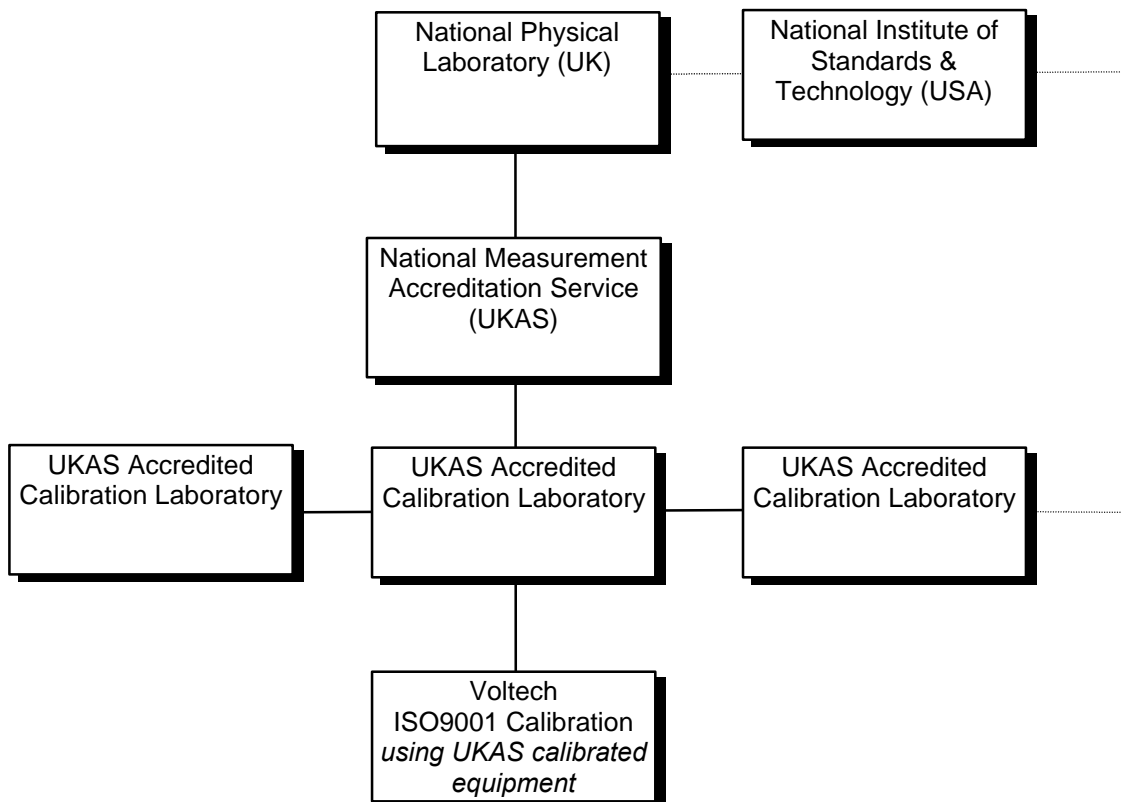 National Physical
Laboratory (UK)
National Institute of
Standards &
Technology (USA)
National Measurement
Accreditation Service
(UKAS)
UKAS Accredited
Calibration Laboratory
UKAS Accredited
Calibration Laboratory
UKAS Accredited
Calibration Laboratory
Voltech
ISO9001 Calibration
using UKAS calibrated
equipment